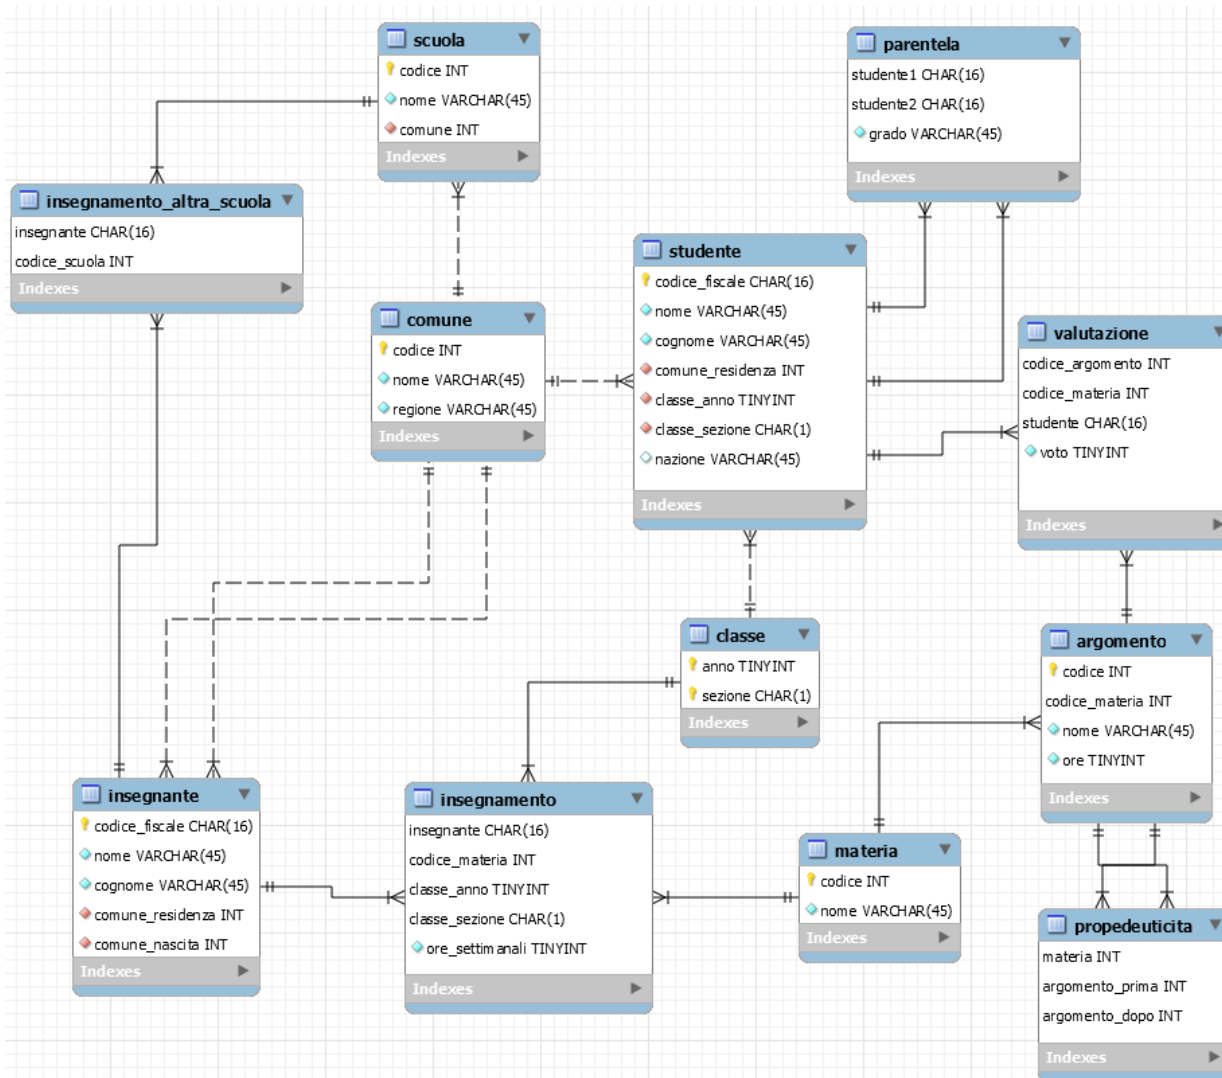 scuola
codice INT
nome VARCHAR(45)
comune INT
Indexes
parentela
studente1 CHAR(16)
studente2 CHAR(16)
grado VARCHAR(45)
Indexes
insegnamento_altra_scuola
insegnante CHAR(16)
codice_scuola INT
Indexes
studente
codice_fiscale CHAR(16)
nome VARCHAR(45)
cognome VARCHAR(45)
comune_residenza INT
classe_anno TINYINT
classe_sezione CHAR(1)
nazione VARCHAR(45)
Indexes
comune
codice INT
nome VARCHAR(45)
regione VARCHAR(45)
Indexes
valutazione
codice_argomento INT
codice_materia INT
studente CHAR(16)
voto TINYINT
Indexes
classe
anno TINYINT
sezione CHAR(1)
Indexes
argomento
codice INT
codice_materia INT
nome VARCHAR(45)
ore TINYINT
Indexes
insegnante
codice_fiscale CHAR(16)
nome VARCHAR(45)
cognome VARCHAR(45)
comune_residenza INT
comune_nascita INT
Indexes
insegnamento
insegnante CHAR(16)
codice_materia INT
classe_anno TINYINT
classe_sezione CHAR(1)
ore_settimanali TINYINT
Indexes
materia
codice INT
nome VARCHAR(45)
Indexes
propedeuticita
materia INT
argomento_prima INT
argomento_dopo INT
Indexes